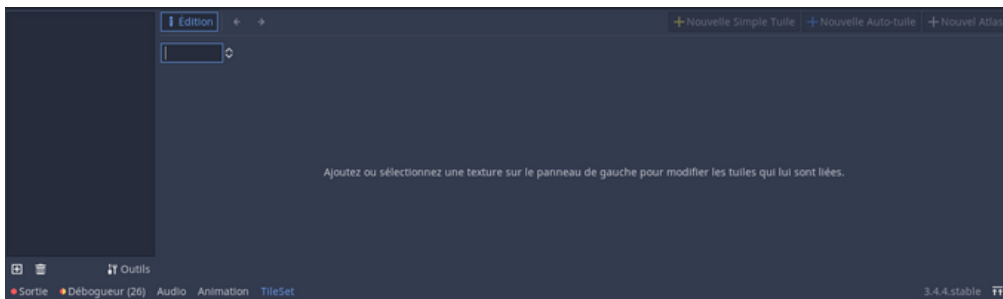 Édition
Nouvelle Simple Tuile Nouvelle Auto-tuile Nouvel Atlas
Ajoutez ou sélectionnez une texture sur le panneau de gauche pour modifier les tuiles qui lui sont liées.
Outils
Sortie Débogueur (26) Audio Animation TileSet 3.4.4.stable